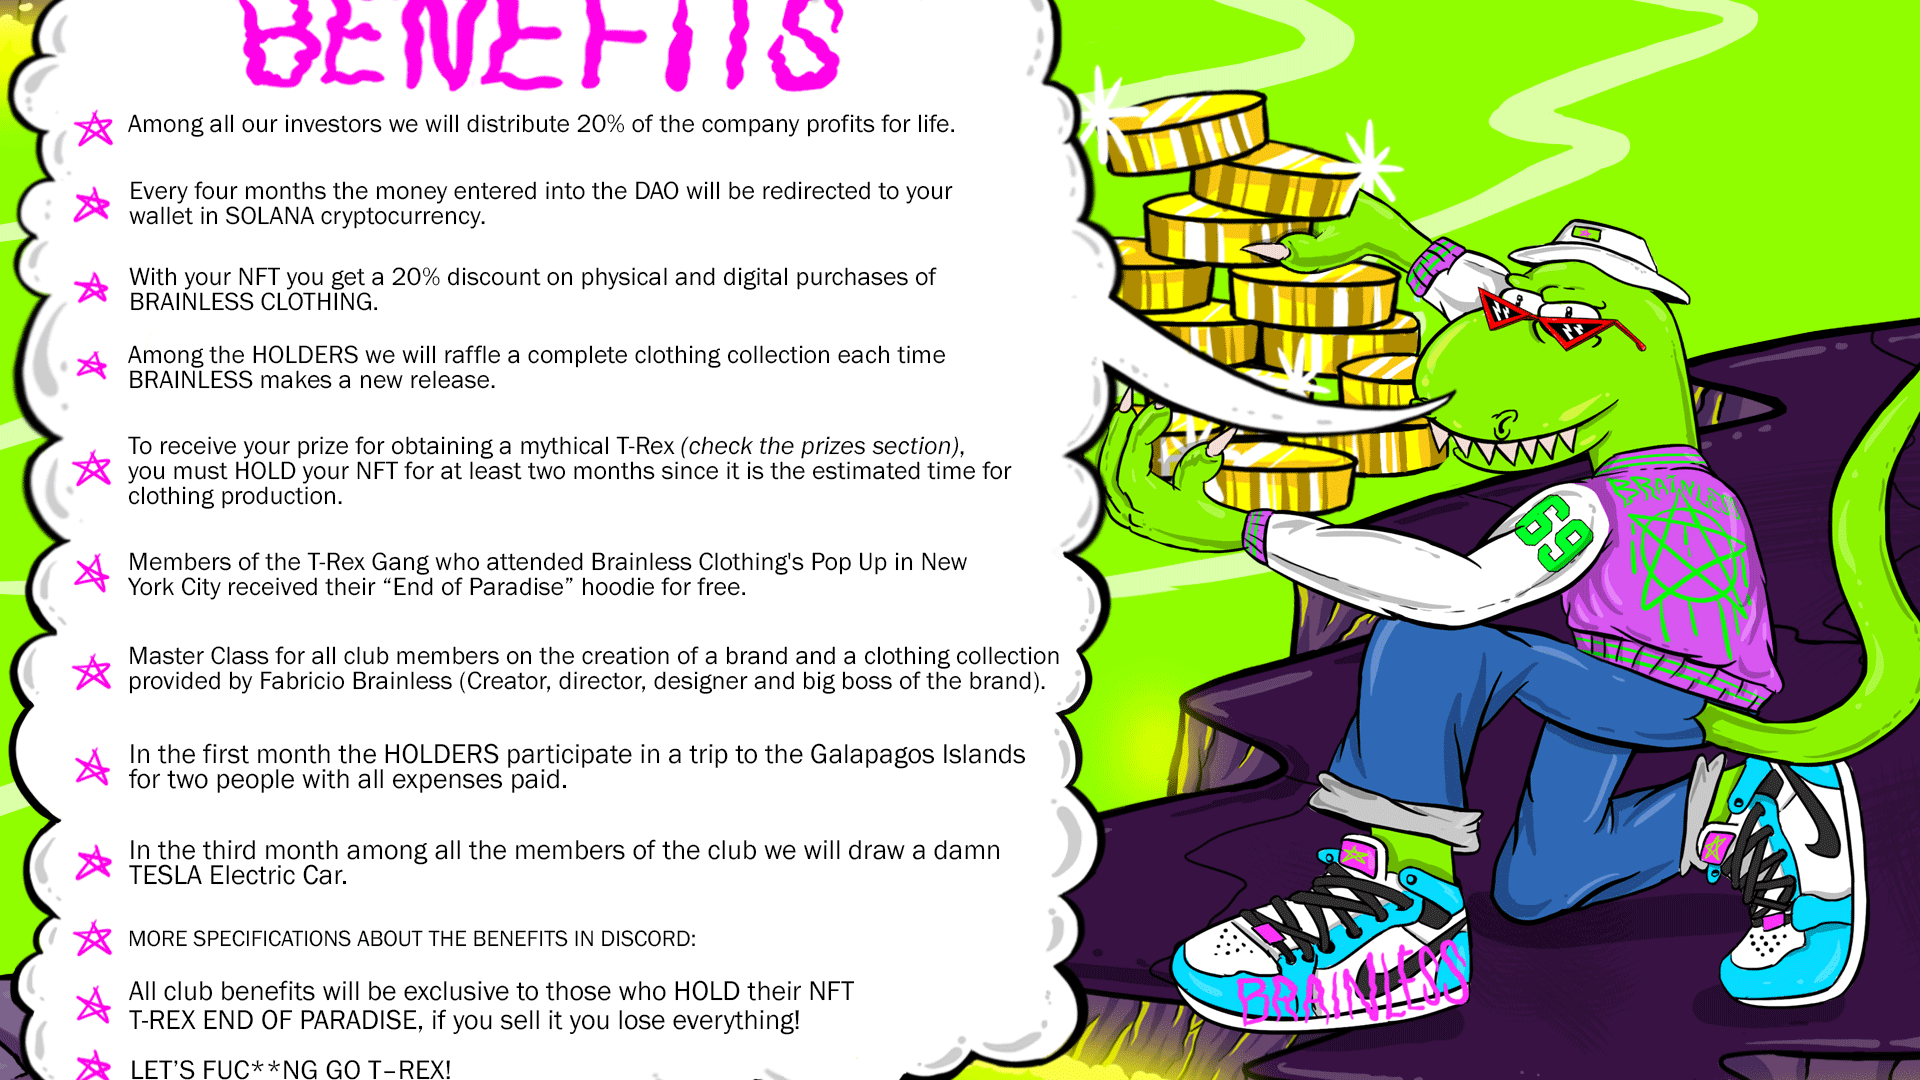 BENEFITS
Among all our investors we will distribute 20% of the company profits for life.
Every four months the money entered into the DAO will be redirected to your
wallet in SOLANA cryptocurrency.
With your NFT you get a 20% discount on physical and digital purchases of
BRAINLESS CLOTHING.
Among the HOLDERS we will raffle a complete clothing collection each time
BRAINLESS makes a new release.
To receive your prize for obtaining a mythical T-Rex (check the prizes section),
you must HOLD your NFT for at least two months since it is the estimated time for
clothing production.
Members of the T-Rex Gang who attended Brainless Clothing's Pop Up in New
York City received their “End of Paradise” hoodie for free.
Master Class for all club members on the creation of a brand and a clothing collection
provided by Fabricio Brainless (Creator, director, designer and big boss of the brand).
In the first month the HOLDERS participate in a trip to the Galapagos Islands
for two people with all expenses paid.
In the third month among all the members of the club we will draw a damn
TESLA Electric Car.
MORE SPECIFICATIONS ABOUT THE BENEFITS IN DISCORD:
All club benefits will be exclusive to those who HOLD their NFT
T-REX END OF PARADISE, if you sell it you lose everything!
LET’S FUC**NG GO T–REX!
BRAINLESS
69
BRAINLESS